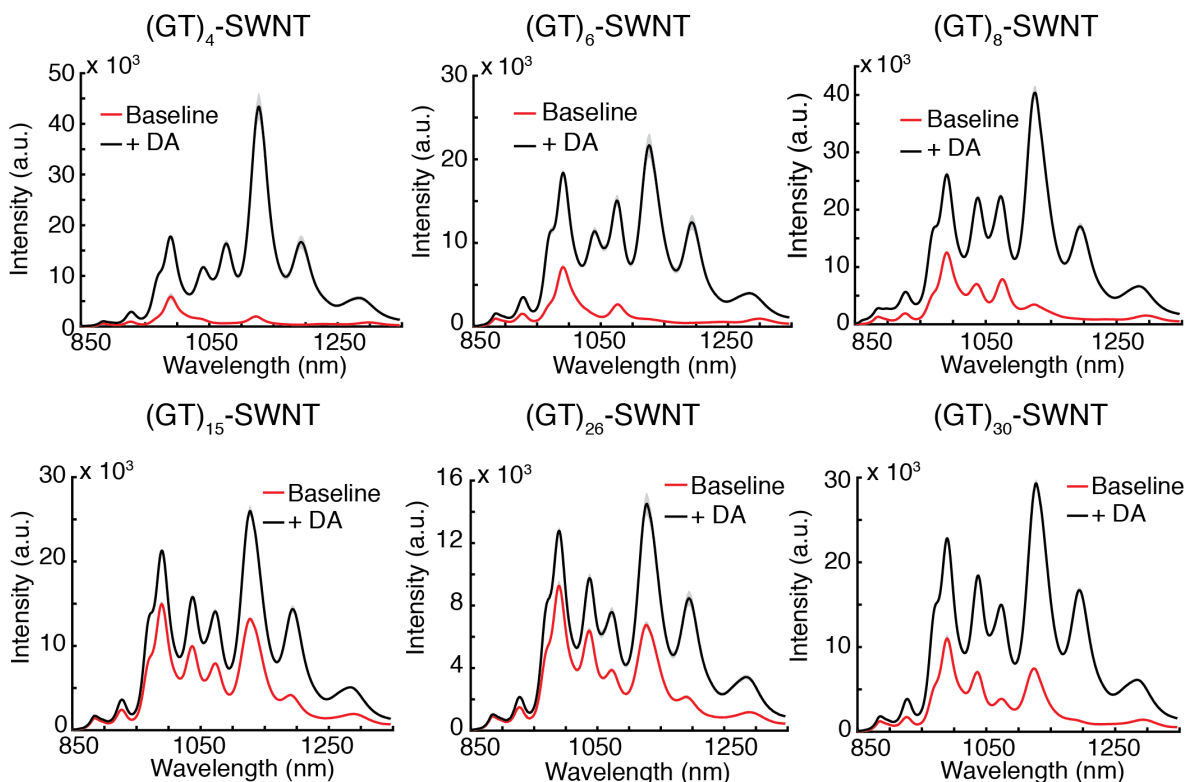 (GT)₄-SWNT
x 10³
50
40
30
20
10
0
Intensity (a.u.)
Baseline
+ DA
850
1050
1250
Wavelength (nm)
(GT)₆-SWNT
x 10³
30
20
10
0
Intensity (a.u.)
Baseline
+ DA
850
1050
1250
Wavelength (nm)
(GT)₈-SWNT
x 10³
40
30
20
10
0
Intensity (a.u.)
Baseline
+ DA
850
1050
1250
Wavelength (nm)
(GT)₁₅-SWNT
x 10³
30
20
10
0
Intensity (a.u.)
Baseline
+ DA
850
1050
1250
Wavelength (nm)
(GT)₂₆-SWNT
x 10³
16
12
8
4
0
Intensity (a.u.)
Baseline
+ DA
850
1050
1250
Wavelength (nm)
(GT)₃₀-SWNT
x 10³
30
20
10
0
Intensity (a.u.)
Baseline
+ DA
850
1050
1250
Wavelength (nm)